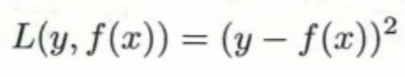 L(y, f(x)) = (y − f(x))²